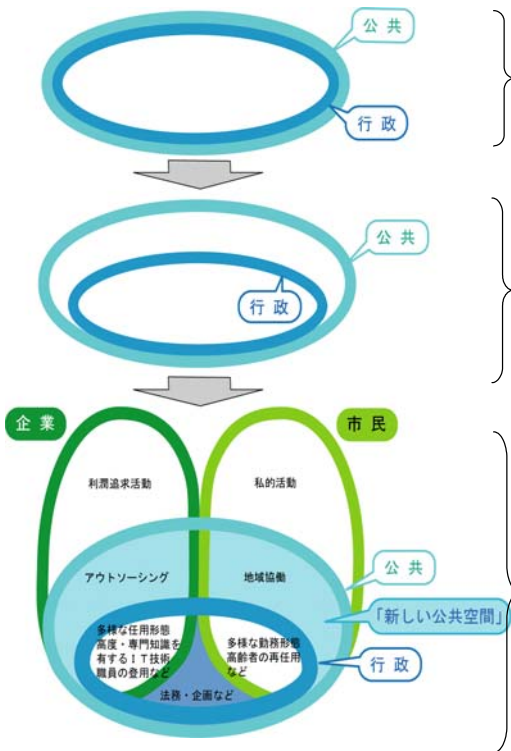 公共
行政
公共
行政
企業
市民
利潤追求活動
私的活動
公共
アウトソーシング
地域協働
「新しい公共空間」
多様な任用形態
高度・専門知識を
有するIT技術
職員の登用など
多様な勤務形態
高齢者の再任用
など
行政
法務・企画など